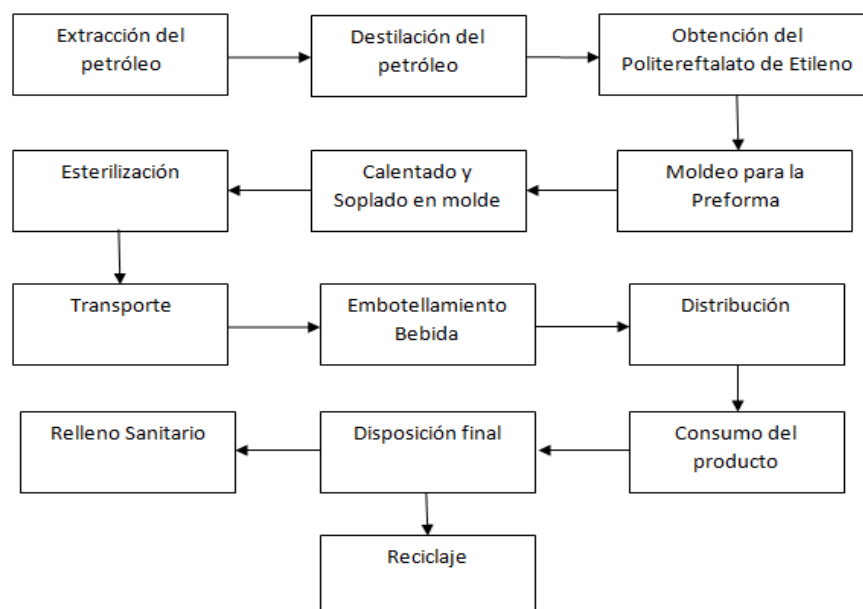 Extracción del
petróleo
Destilación del
petróleo
Obtención del
Politereftalato de Etileno
Moldeo para la
Preforma
Calentado y
Soplado en molde
Esterilización
Transporte
Embotellamiento
Bebida
Distribución
Consumo del
producto
Disposición final
Relleno Sanitario
Reciclaje